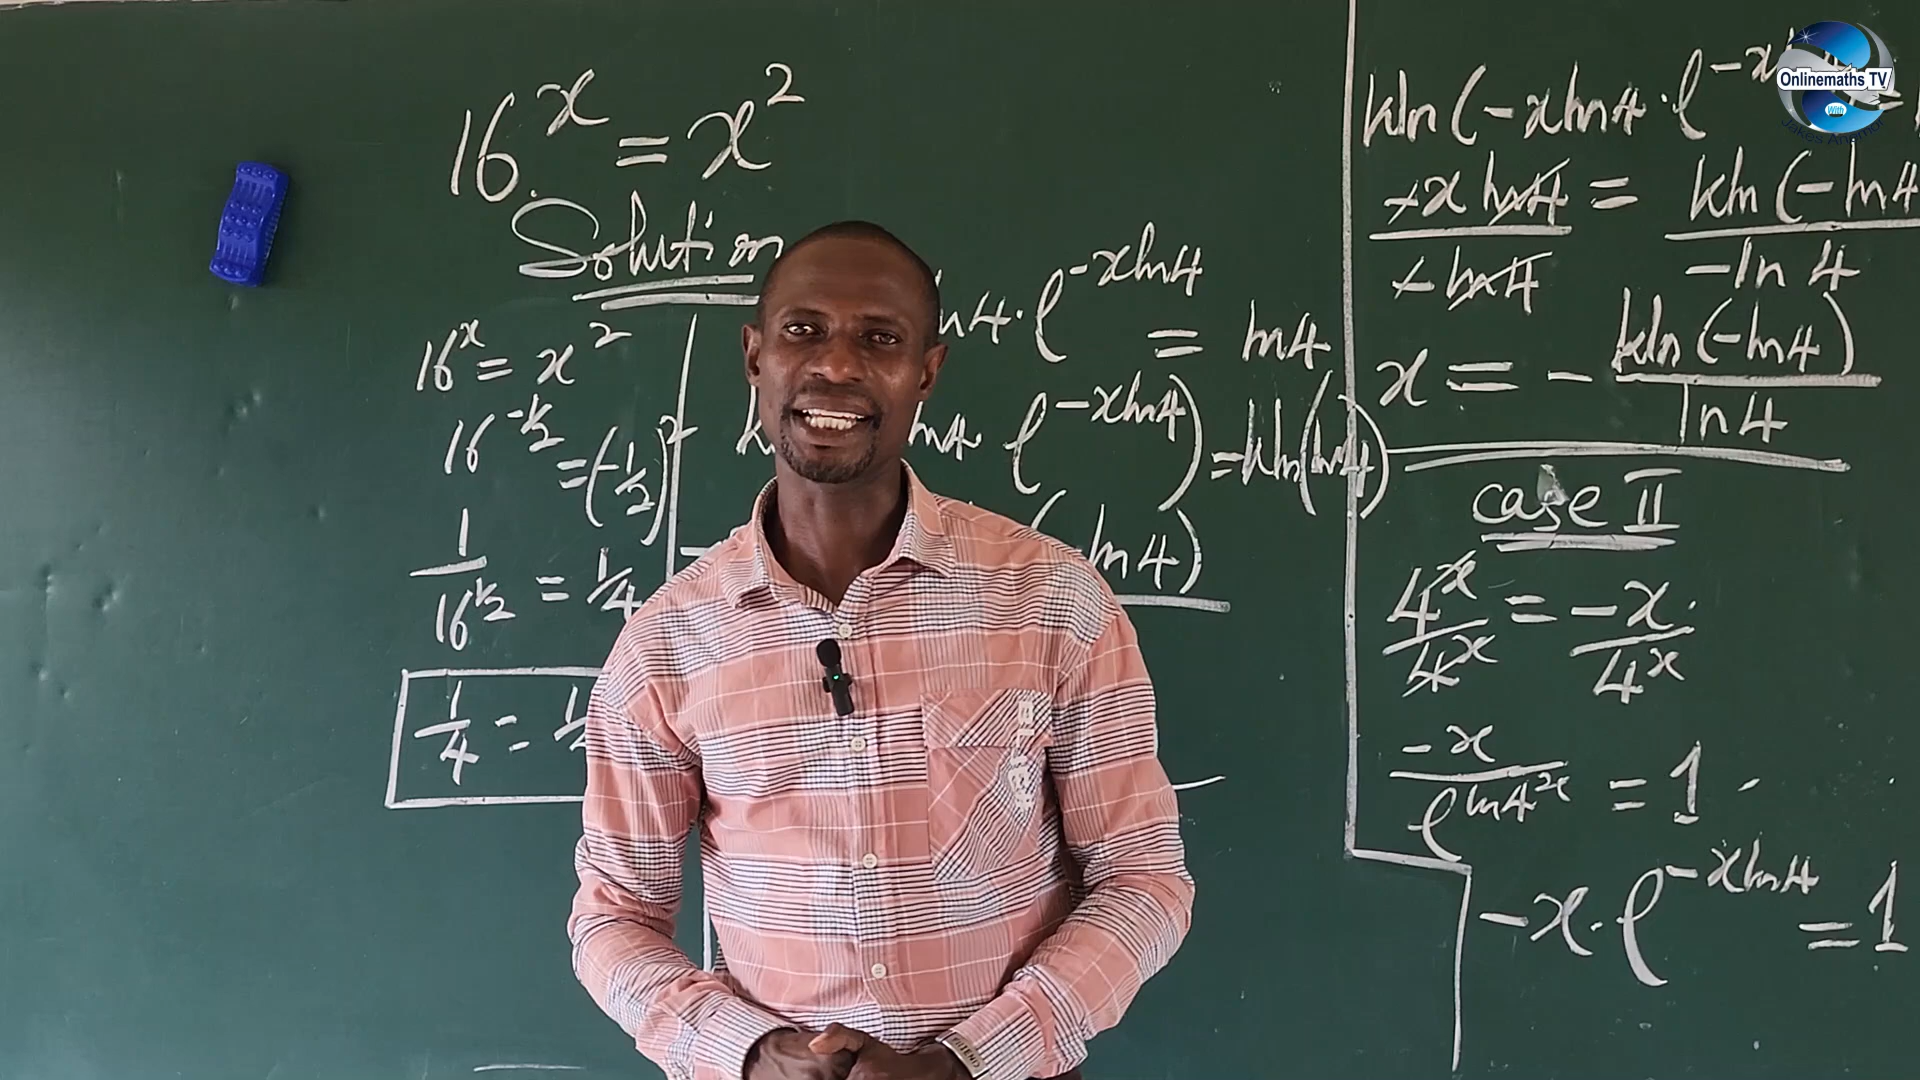 16^x = x^2
Solution
16^x = x^2
16^-1/2 = (-1/2)^2
1/16^1/2 = 1/4
1/4 =
ln4·e^-xln4 = ln4
ln4 e^-xln4) = Wln(ln4)
ln4)
Wln(-xln4·e^-x
-xln4/-ln4 = Wln(-ln4/-ln4
x = -Wln(-ln4)/ln4
case II
4^x/4^x = -x/4^x
-x/e^ln4^x = 1
-x·e^-xln4 = 1
Onlinemaths TV
With